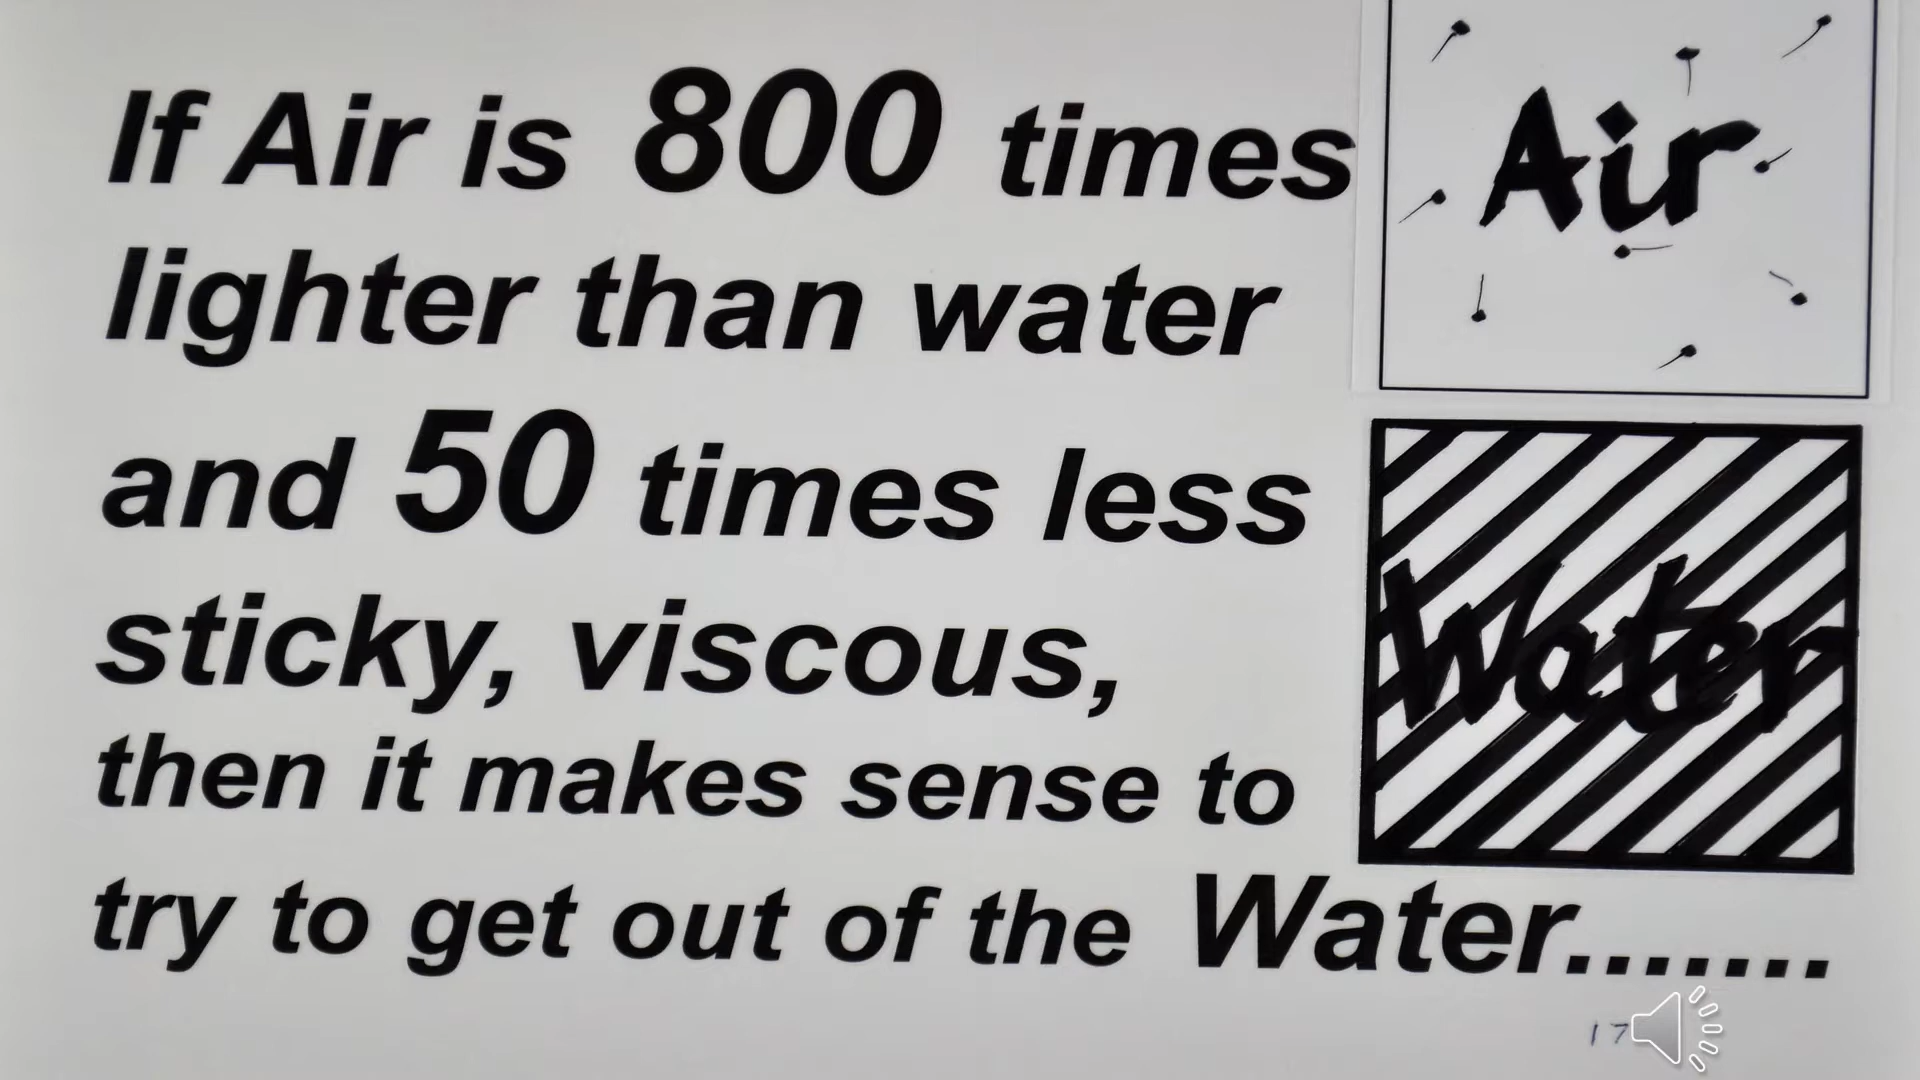 If Air is 800 times
lighter than water
and 50 times less
sticky, viscous,
then it makes sense to
try to get out of the Water.......
Air
Water
17